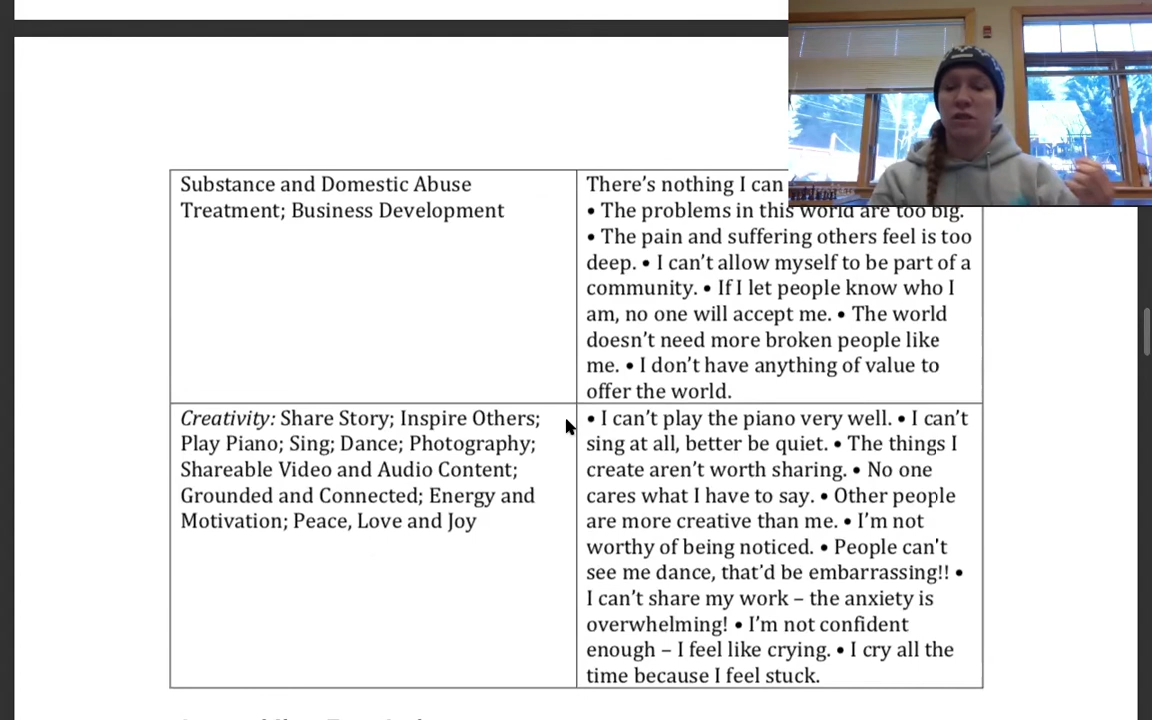 Substance and Domestic Abuse
Treatment; Business Development
There’s nothing I can
• The problems in this world are too big.
• The pain and suffering others feel is too
deep. • I can’t allow myself to be part of a
community. • If I let people know who I
am, no one will accept me. • The world
doesn’t need more broken people like
me. • I don’t have anything of value to
offer the world.
Creativity: Share Story; Inspire Others;
Play Piano; Sing; Dance; Photography;
Shareable Video and Audio Content;
Grounded and Connected; Energy and
Motivation; Peace, Love and Joy
• I can’t play the piano very well. • I can’t
sing at all, better be quiet. • The things I
create aren’t worth sharing. • No one
cares what I have to say. • Other people
are more creative than me. • I’m not
worthy of being noticed. • People can't
see me dance, that’d be embarrassing!! •
I can’t share my work – the anxiety is
overwhelming! • I’m not confident
enough – I feel like crying. • I cry all the
time because I feel stuck.